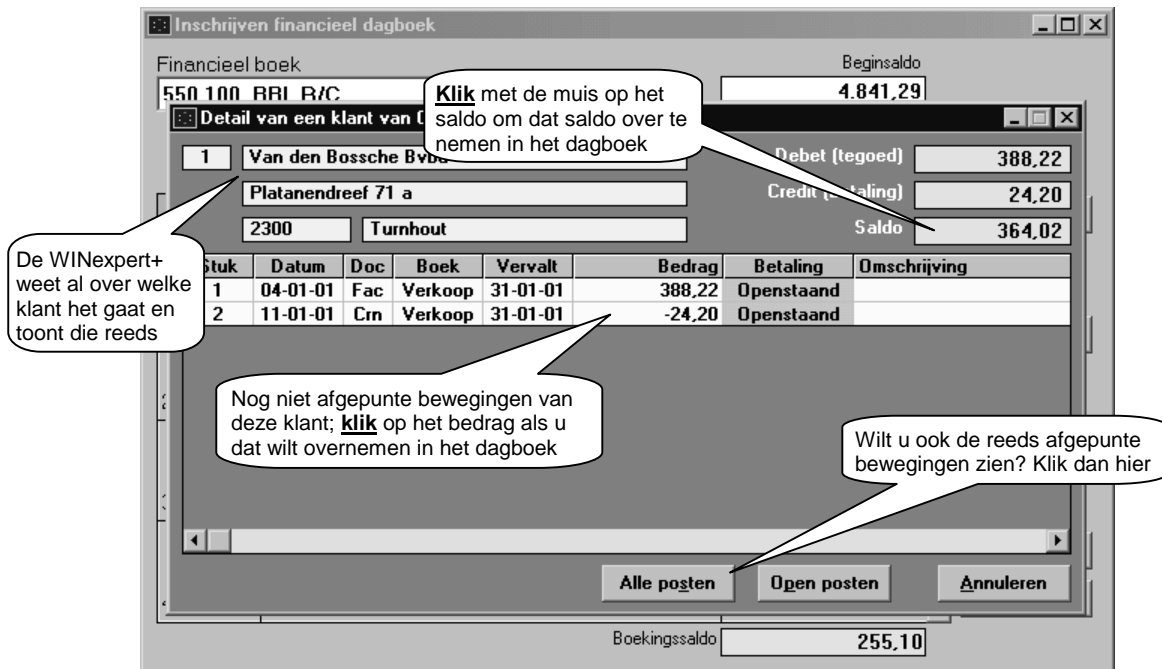 Inschrijven financieel dagboek
Financieel boek
Beginsaldo
550.100 BBL R/C
4.841,29
Klik met de muis op het
saldo om dat saldo over te
nemen in het dagboek
Detail van een klant van
1 Van den Bossche Bvba
Debet (tegoed) 388,22
Platanendreef 71 a
24,20
2300 Turnhout
Saldo 364,02
De WINexpert+
weet al over welke
klant het gaat en
toont die reeds
Stuk Datum Doc Boek Vervalt Bedrag Betaling Omschrijving
1 04-01-01 Fac Verkoop 31-01-01 388,22 Openstaand
2 11-01-01 Crn Verkoop 31-01-01 -24,20 Openstaand
Nog niet afgepunte bewegingen van
deze klant; klik op het bedrag als u
dat wilt overnemen in het dagboek
Wilt u ook de reeds afgepunte
bewegingen zien? Klik dan hier
Alle posten Open posten Annuleren
Boekingssaldo 255,10